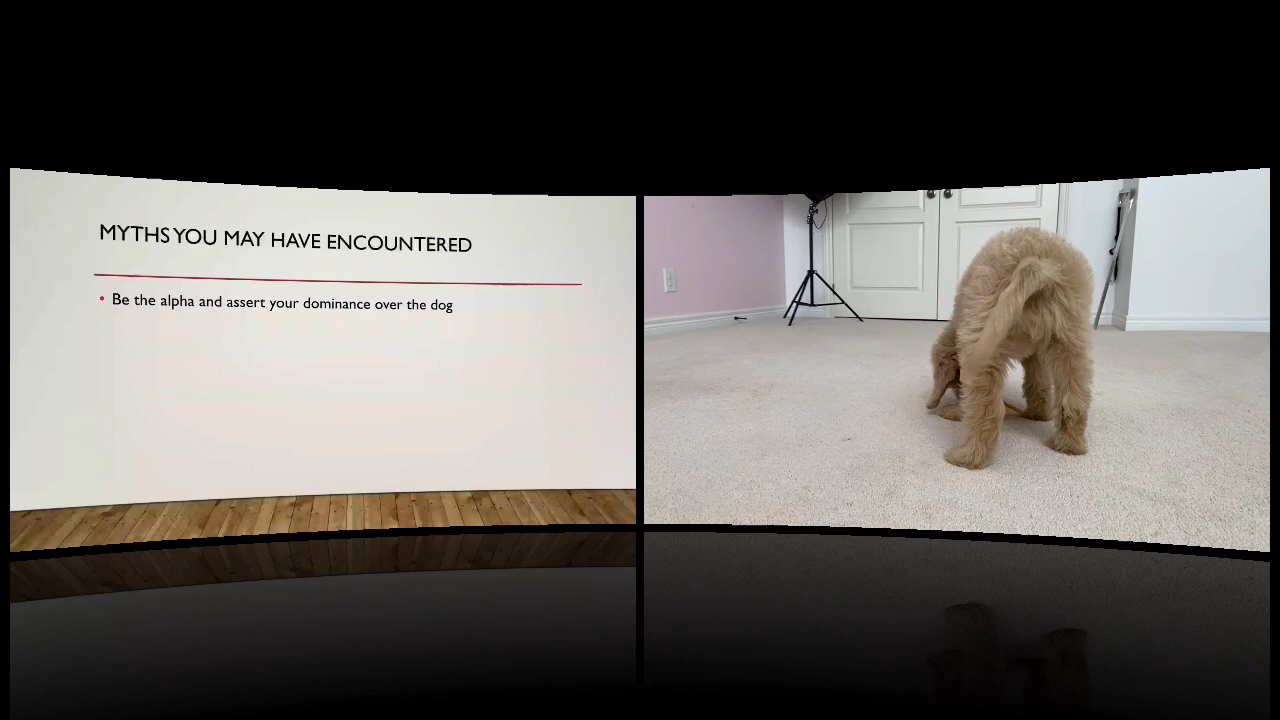 MYTHS YOU MAY HAVE ENCOUNTERED
• Be the alpha and assert your dominance over the dog